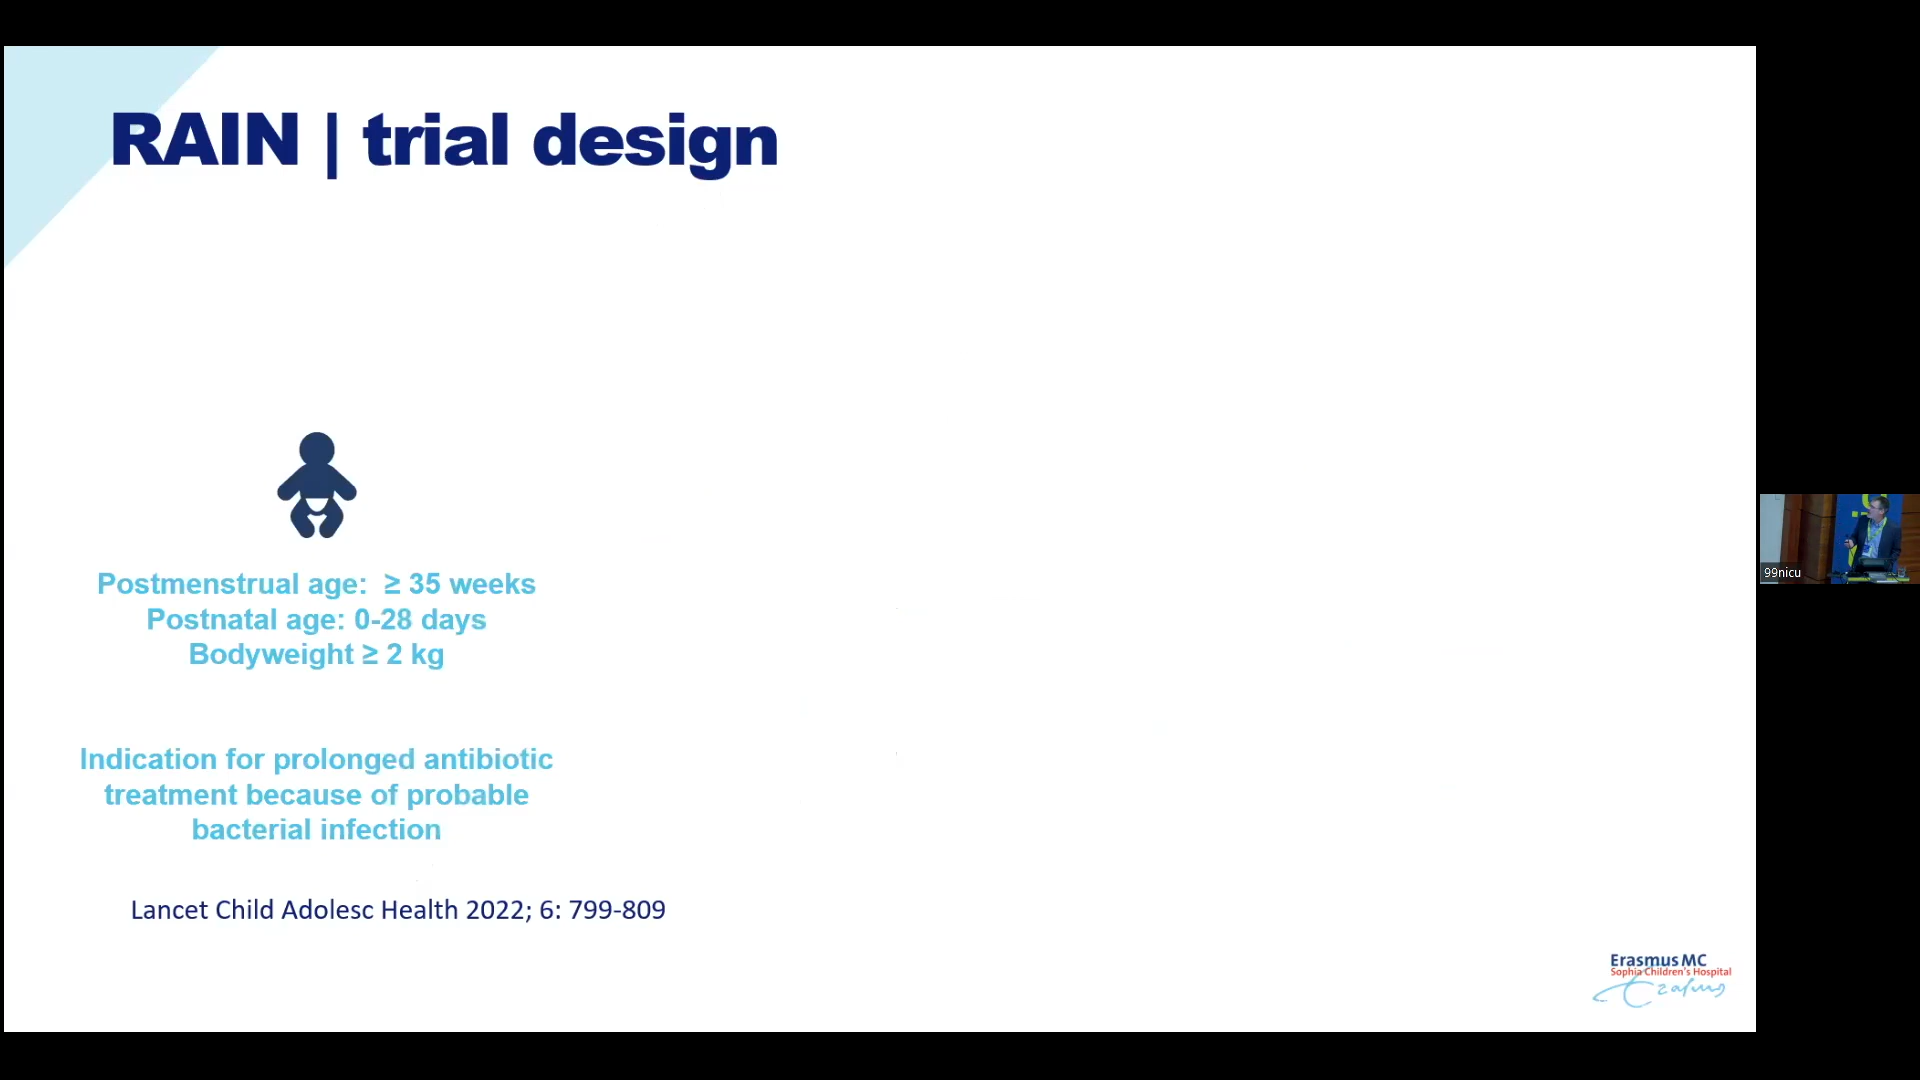 RAIN | trial design
Postmenstrual age: ≥ 35 weeks
Postnatal age: 0-28 days
Bodyweight ≥ 2 kg
Indication for prolonged antibiotic
treatment because of probable
bacterial infection
Lancet Child Adolesc Health 2022; 6: 799-809
Erasmus MC
Sophia Children's Hospital
Erasmus
99nicu